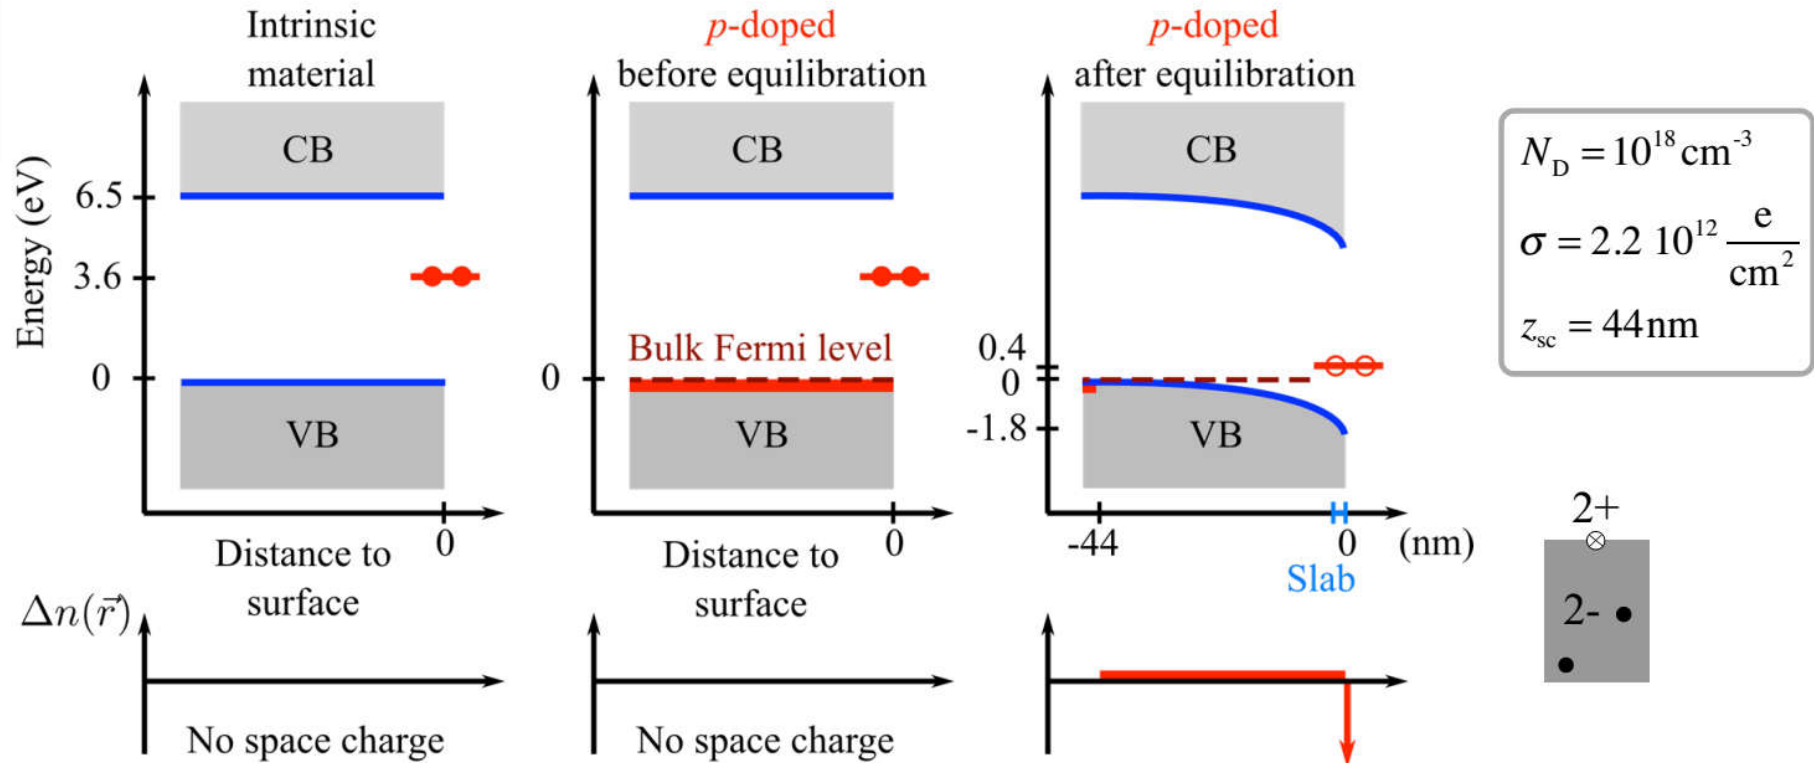 Intrinsic
material
p-doped
before equilibration
p-doped
after equilibration
Energy (eV)
6.5
3.6
0
CB
VB
0
Distance to
surface
0
CB
Bulk Fermi level
VB
0
Distance to
surface
0.4
0
-1.8
CB
VB
-44
0
(nm)
Slab
N_D = 10^18 cm^-3
σ = 2.2 10^12 e/cm^2
z_sc = 44 nm
2+
2-
Δn(r⃗)
No space charge
No space charge